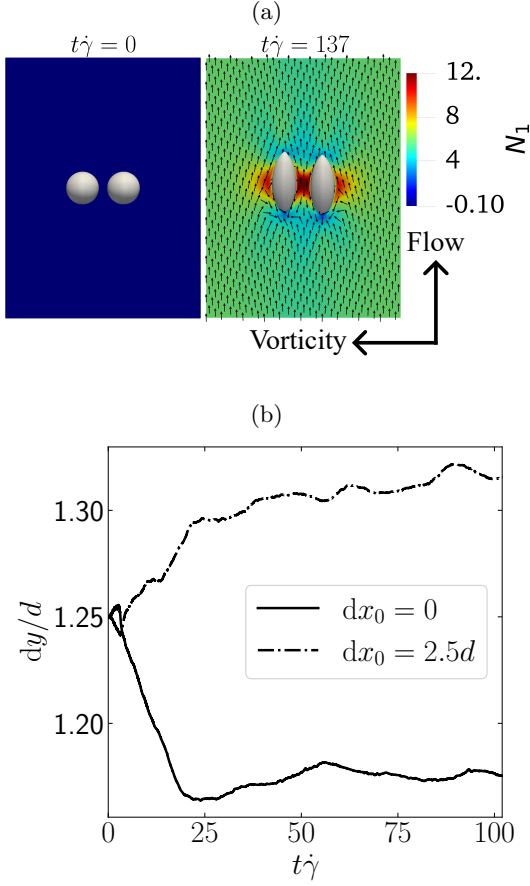 (a)
tγ̇ = 0
tγ̇ = 137
12.
8
4
-0.10
N₁
Flow
Vorticity
(b)
1.30
1.25
1.20
dy/d
dx₀ = 0
dx₀ = 2.5d
0
25
50
75
100
tγ̇